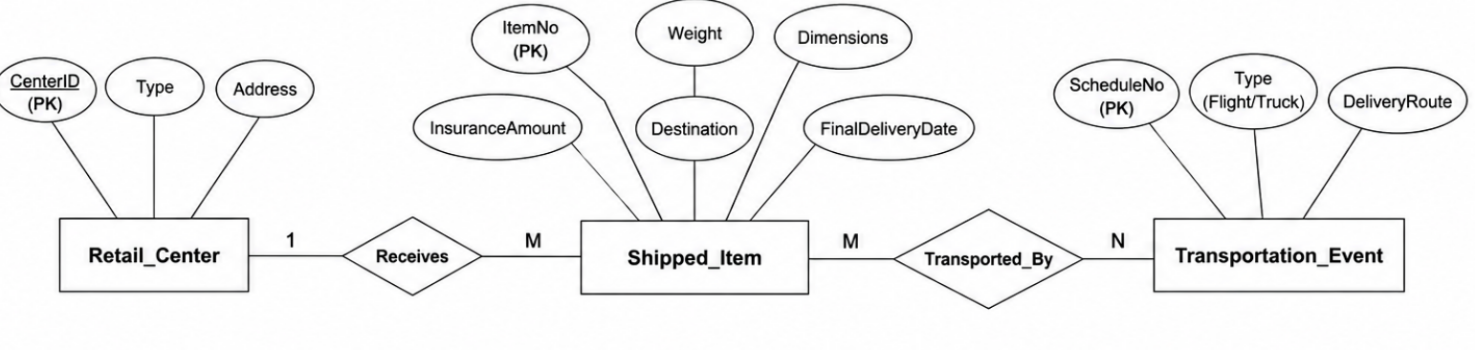 CenterID
(PK)
Type
Address
ItemNo
(PK)
Weight
Dimensions
InsuranceAmount
Destination
FinalDeliveryDate
ScheduleNo
(PK)
Type
(Flight/Truck)
DeliveryRoute
Retail_Center
1
Receives
M
Shipped_Item
M
Transported_By
N
Transportation_Event